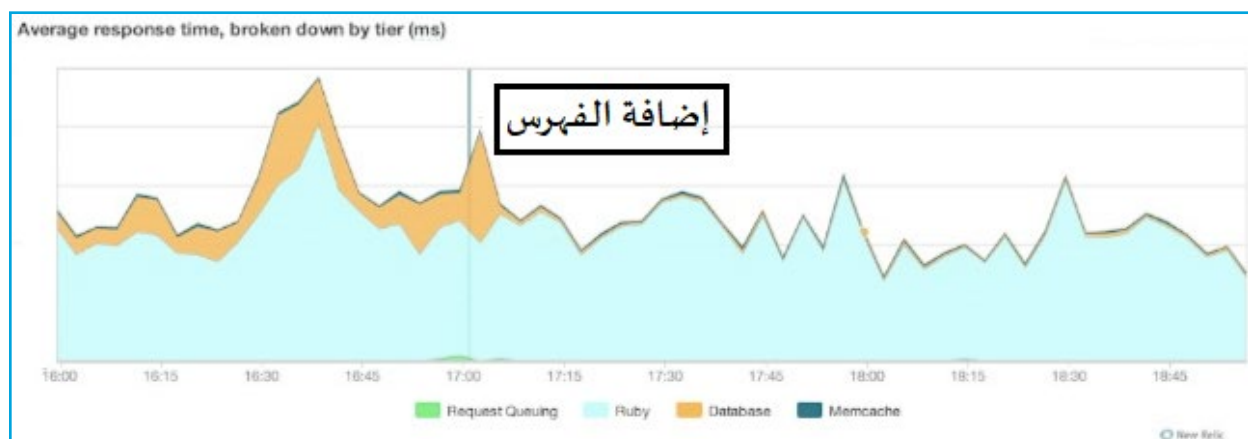 Average response time, broken down by tier (ms)
إضافة الفهرس
16:00 16:15 16:30 16:45 17:00 17:15 17:30 17:45 18:00 18:15 18:30 18:45
Request Queuing Ruby Database Memcache
New Relic